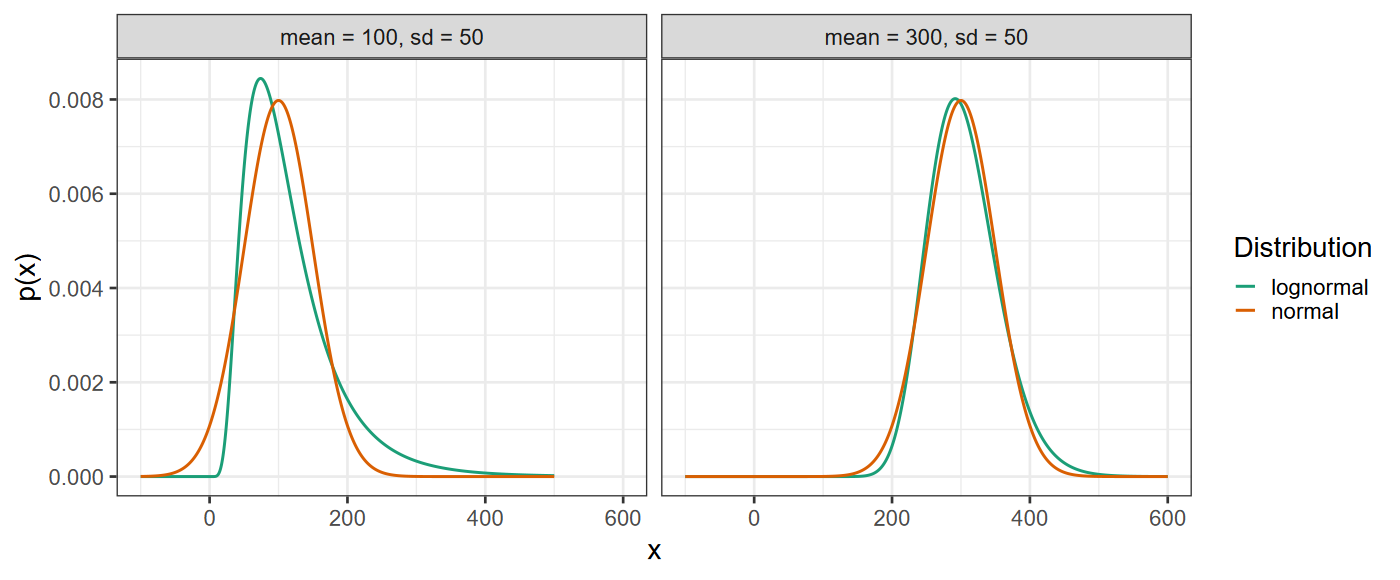 mean = 100, sd = 50
mean = 300, sd = 50
p(x)
0.008
0.006
0.004
0.002
0.000
0 200 400 600
0 200 400 600
x
Distribution
lognormal
normal